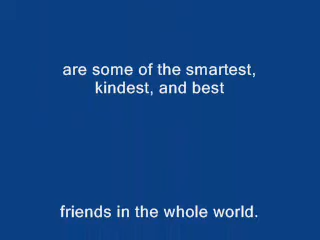 are some of the smartest,
kindest, and best
friends in the whole world.